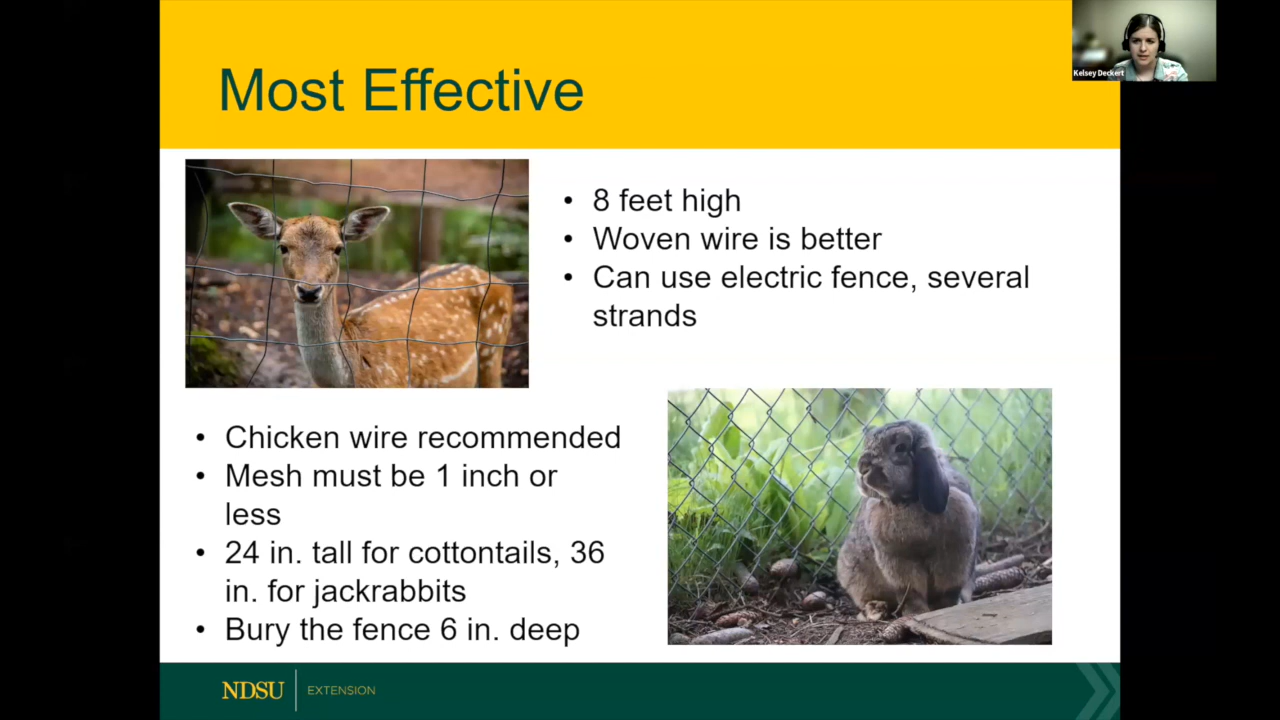 Most Effective
Kelsey Deckert
• 8 feet high
• Woven wire is better
• Can use electric fence, several
strands
• Chicken wire recommended
• Mesh must be 1 inch or
less
• 24 in. tall for cottontails, 36
in. for jackrabbits
• Bury the fence 6 in. deep
NDSU EXTENSION